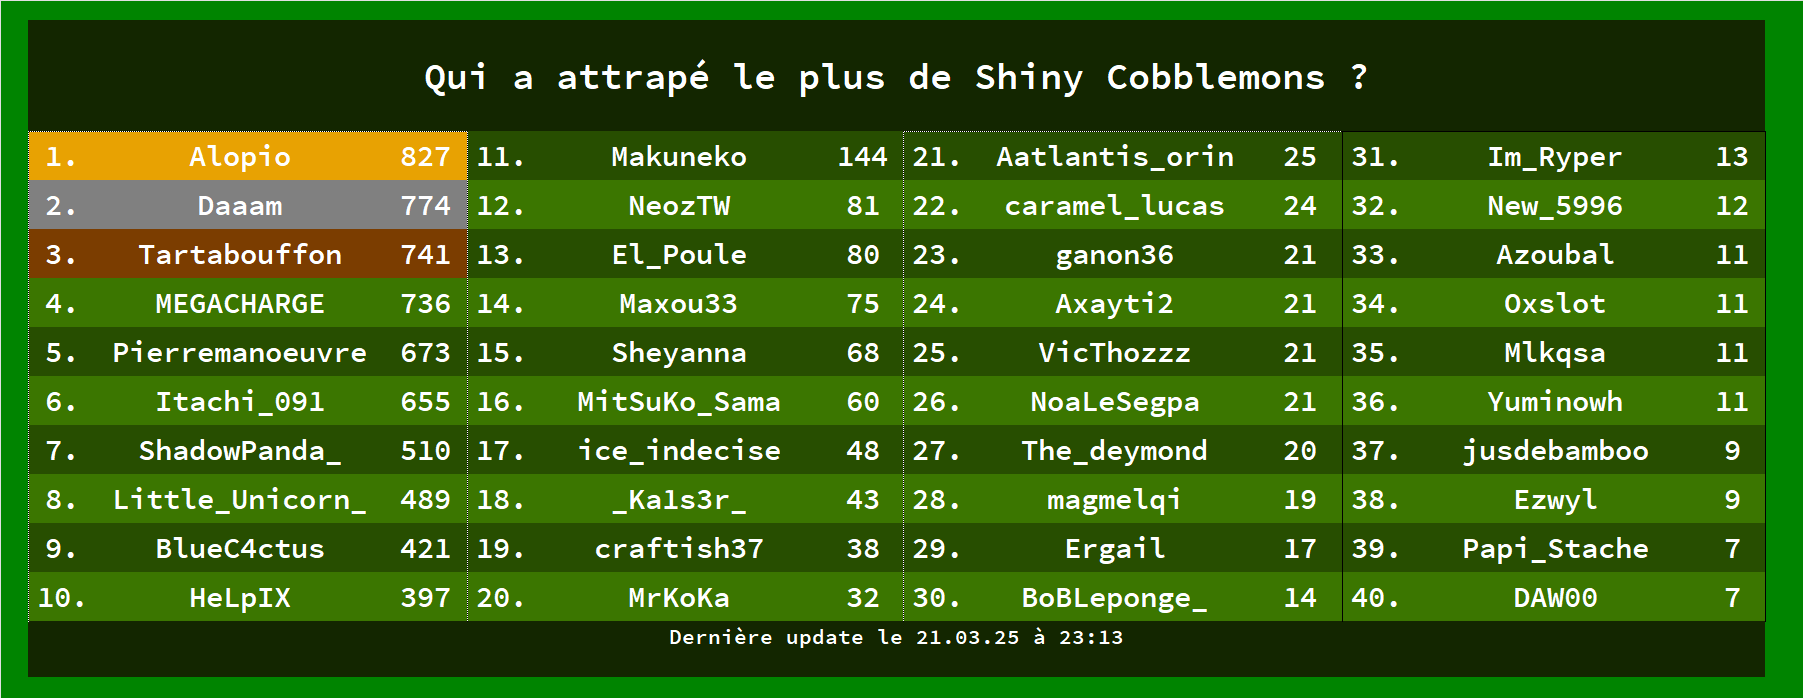 Qui a attrapé le plus de Shiny Cobblemons ?
1. Alopio 827 11. Makuneko 144 21. Aatlantis_orin 25 31. Im_Ryper 13
2. Daaam 774 12. NeozTW 81 22. caramel_lucas 24 32. New_5996 12
3. Tartabouffon 741 13. El_Poule 80 23. ganon36 21 33. Azoubal 11
4. MEGACHARGE 736 14. Maxou33 75 24. Axayti2 21 34. Oxslot 11
5. Pierremanoeuvre 673 15. Sheyanna 68 25. VicThozzz 21 35. Mlkqsa 11
6. Itachi_091 655 16. MitSuKo_Sama 60 26. NoaLeSegpa 21 36. Yuminowh 11
7. ShadowPanda_ 510 17. ice_indecise 48 27. The_deymond 20 37. jusdebamboo 9
8. Little_Unicorn_ 489 18. _Ka1s3r_ 43 28. magmelqi 19 38. Ezwyl 9
9. BlueC4ctus 421 19. craftish37 38 29. Ergail 17 39. Papi_Stache 7
10. HeLpIX 397 20. MrKoKa 32 30. BoBLeponge_ 14 40. DAW00 7
Dernière update le 21.03.25 à 23:13